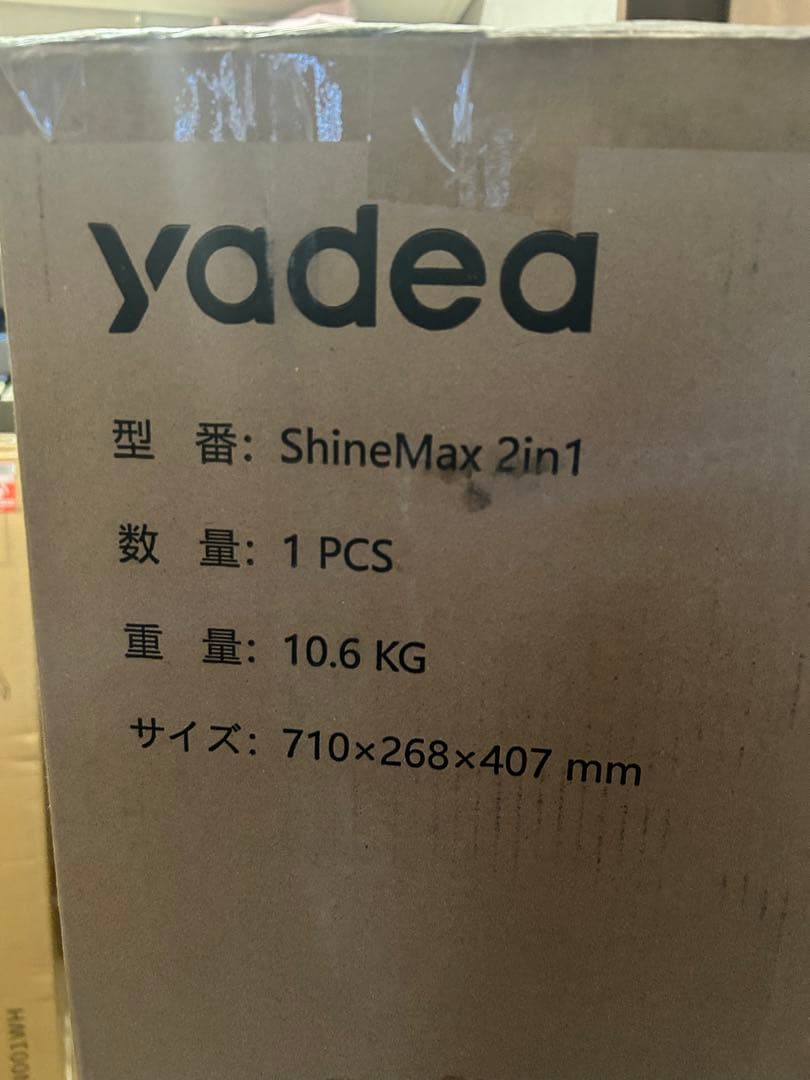 yadea
型 番: ShineMax 2in1
数 量: 1 PCS
重 量: 10.6 KG
サイズ: 710×268×407 mm
001WH